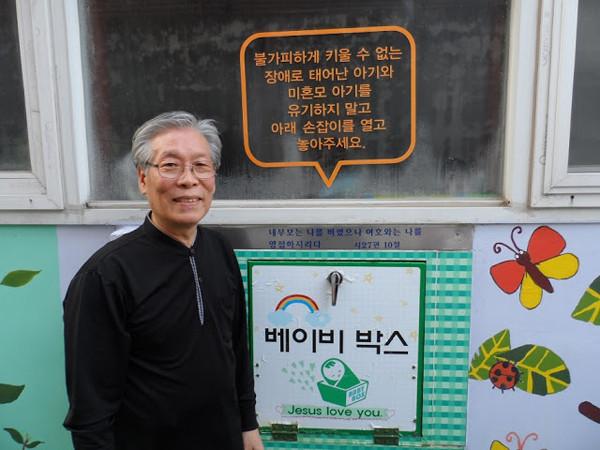 불가피하게 키울 수 없는
장애로 태어난 아기와
미혼모 아기를
유기하지 말고
아래 손잡이를 열고
놓아주세요.
내부모는 나를 버렸으나 여호와는 나를
영접하시리다 시27편 10절
베이비 박스
BABY BOX
Jesus love you.